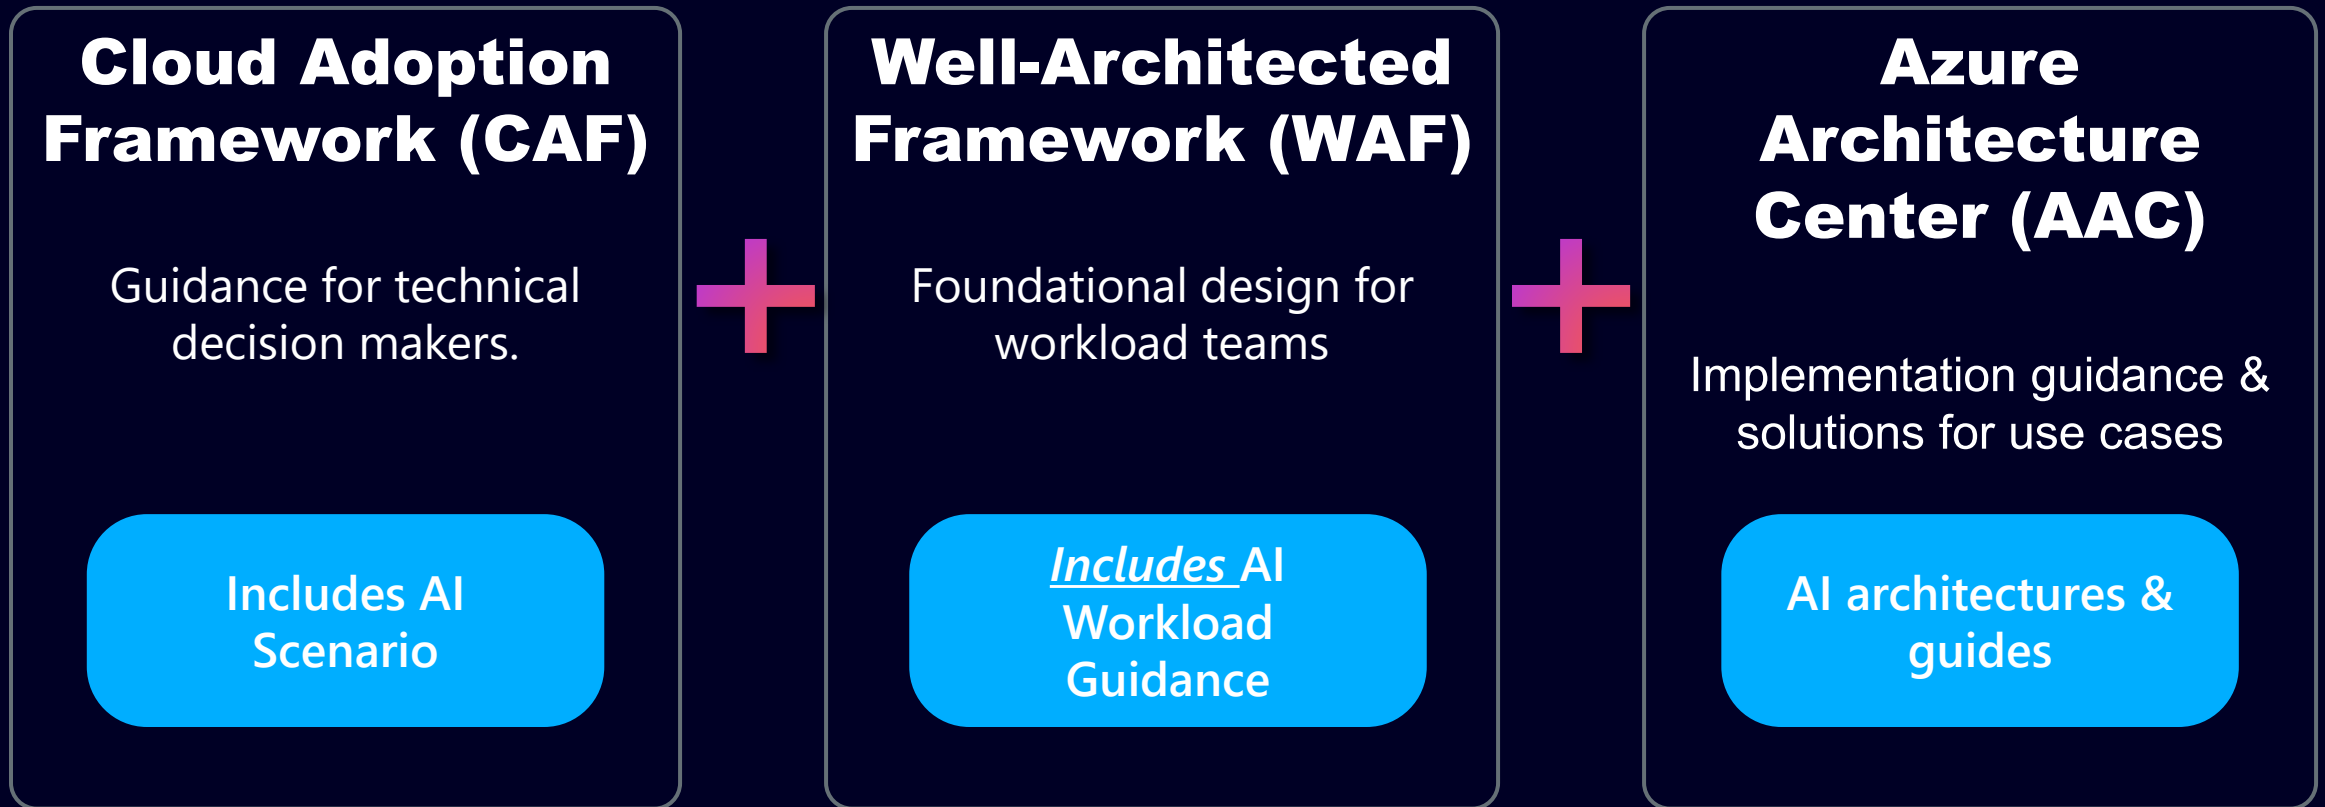 Cloud Adoption
Framework (CAF)
Guidance for technical
decision makers.
Includes AI
Scenario
Well-Architected
Framework (WAF)
Foundational design for
workload teams
Includes AI
Workload
Guidance
Azure
Architecture
Center (AAC)
Implementation guidance &
solutions for use cases
AI architectures &
guides